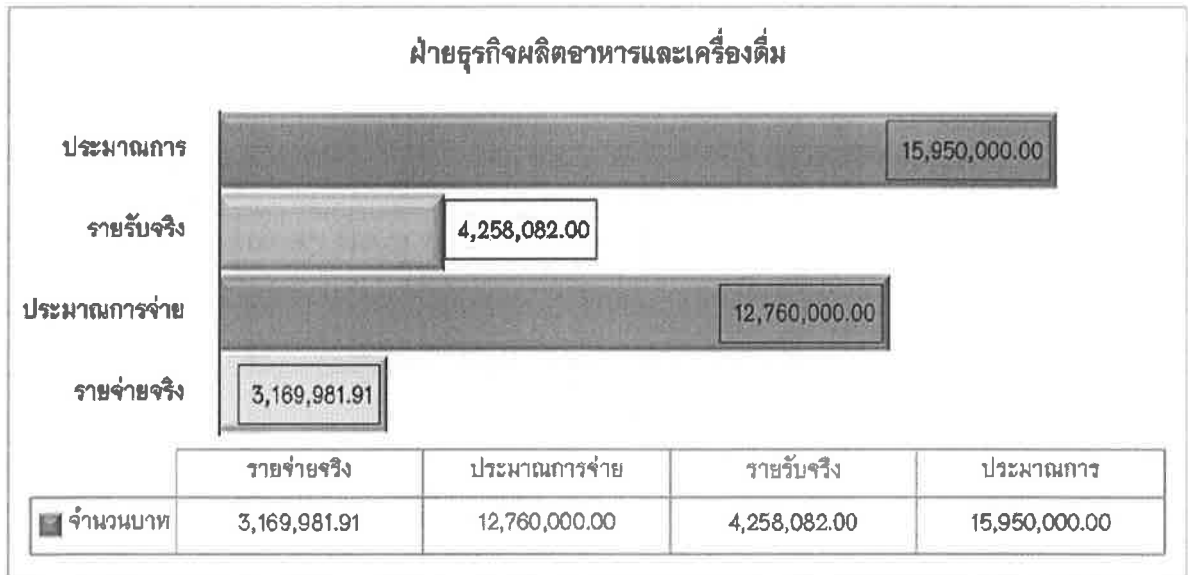 ฝ่ายธุรกิจผลิตอาหารและเครื่องดื่ม
ประมาณการ 15,950,000.00
รายรับจริง 4,258,082.00
ประมาณการจ่าย 12,760,000.00
รายจ่ายจริง 3,169,981.91
รายจ่ายจริง ประมาณการจ่าย รายรับจริง ประมาณการ
จำนวนบาท 3,169,981.91 12,760,000.00 4,258,082.00 15,950,000.00